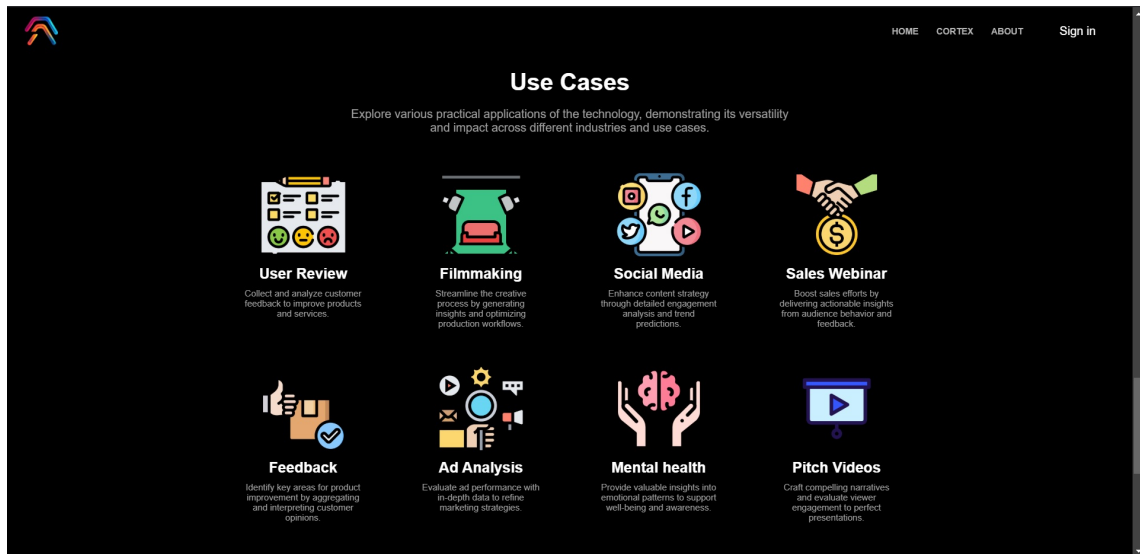 HOME CORTEX ABOUT Sign in
Use Cases
Explore various practical applications of the technology, demonstrating its versatility
and impact across different industries and use cases.
User Review
Collect and analyze customer
feedback to improve products
and services.
Filmmaking
Streamline the creative
process by generating
insights and optimizing
production workflows.
Social Media
Enhance content strategy
through detailed engagement
analysis and trend
predictions.
Sales Webinar
Boost sales efforts by
delivering actionable insights
from audience behavior and
feedback.
Feedback
Identify key areas for product
improvement by aggregating
and interpreting customer
opinions.
Ad Analysis
Evaluate ad performance with
in-depth data to refine
marketing strategies.
Mental health
Provide valuable insights into
emotional patterns to support
well-being and awareness.
Pitch Videos
Craft compelling narratives
and evaluate viewer
engagement to perfect
presentations.